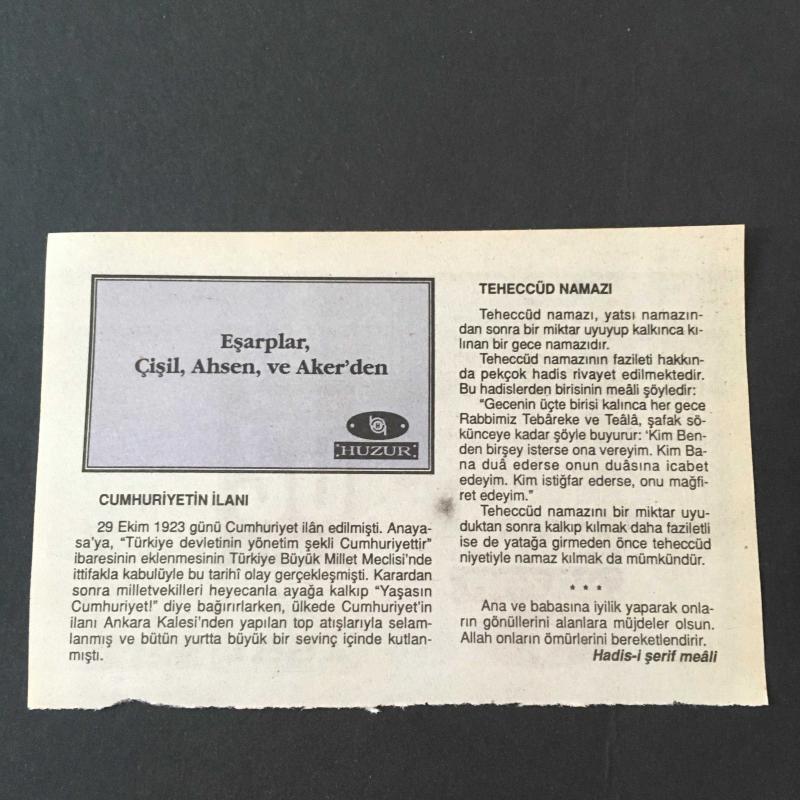 Eşarplar,
Çişil, Ahsen, ve Aker'den
HUZUR
CUMHURİYETİN İLANI
29 Ekim 1923 günü Cumhuriyet ilân edilmişti. Anaya-
sa'ya, "Türkiye devletinin yönetim şekli Cumhuriyettir"
ibaresinin eklenmesinin Türkiye Büyük Millet Meclisi'nde
ittifakla kabulüyle bu tarihî olay gerçekleşmişti. Karardan
sonra milletvekilleri heyecanla ayağa kalkıp "Yaşasın
Cumhuriyet!" diye bağırırlarken, ülkede Cumhuriyet'in
ilanı Ankara Kalesi'nden yapılan top atışlarıyla selam-
lanmış ve bütün yurtta büyük bir sevinç içinde kutlan-
mıştı.
TEHECCÜD NAMAZI
Teheccüd namazı, yatsı namazın-
dan sonra bir miktar uyuyup kalkınca kı-
lınan bir gece namazıdır.
Teheccüd namazının fazileti hakkın-
da pekçok hadis rivayet edilmektedir.
Bu hadislerden birisinin meâli şöyledir:
"Gecenin üçte birisi kalınca her gece
Rabbimiz Tebâreke ve Teâlâ, şafak sö-
künceye kadar şöyle buyurur: 'Kim Ben-
den birşey isterse ona vereyim. Kim Ba-
na duâ ederse onun duâsına icabet
edeyim. Kim istiğfar ederse, onu mağfi-
ret edeyim."
Teheccüd namazını bir miktar uyu-
duktan sonra kalkıp kılmak daha faziletli
ise de yatağa girmeden önce teheccüd
niyetiyle namaz kılmak da mümkündür.
* * *
Ana ve babasına iyilik yaparak onla-
rın gönüllerini alanlara müjdeler olsun.
Allah onların ömürlerini bereketlendirir.
Hadis-i şerif meâli